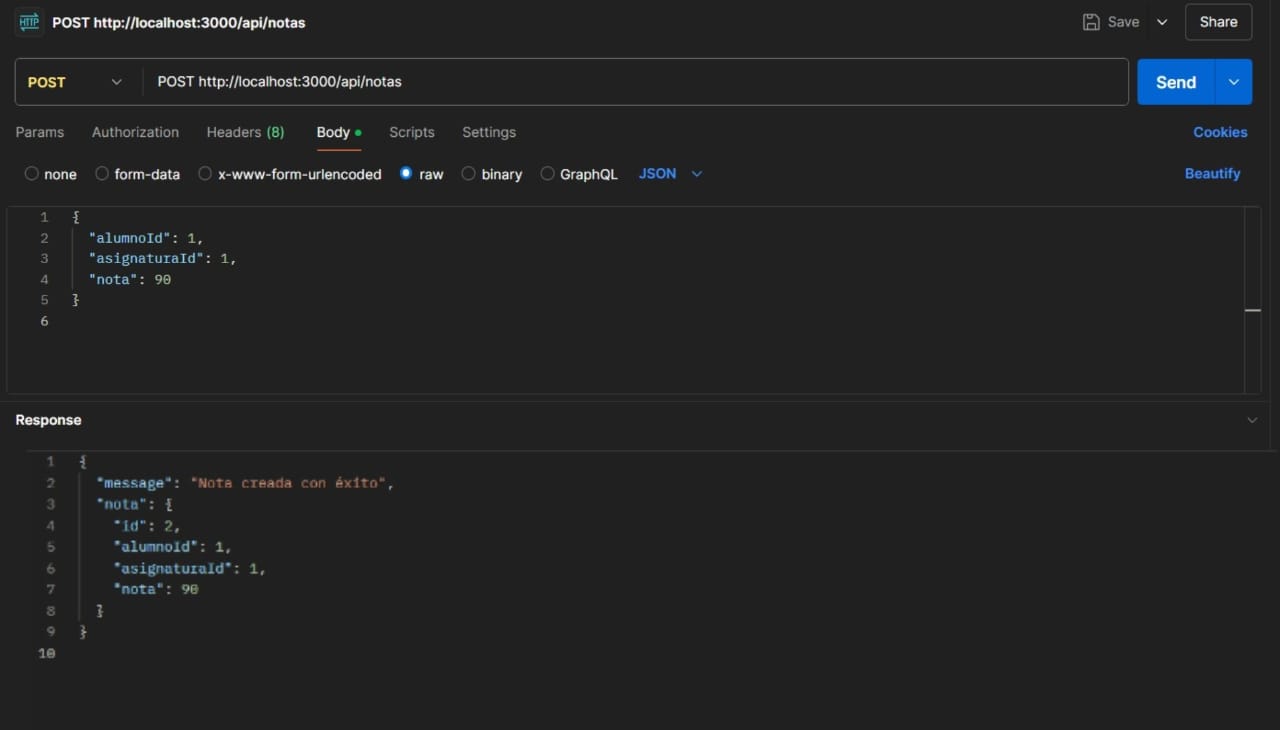 HTTP POST http://localhost:3000/api/notas Save Share
POST POST http://localhost:3000/api/notas Send
Params Authorization Headers (8) Body Scripts Settings Cookies
none form-data x-www-form-urlencoded raw binary GraphQL JSON Beautify
1 {
2 "alumnoId": 1,
3 "asignaturaId": 1,
4 "nota": 90
5 }
6
Response
1 {
2 "message": "Nota creada con éxito",
3 "nota": {
4 "id": 2,
5 "alumnoId": 1,
6 "asignaturaId": 1,
7 "nota": 90
8 }
9 }
10